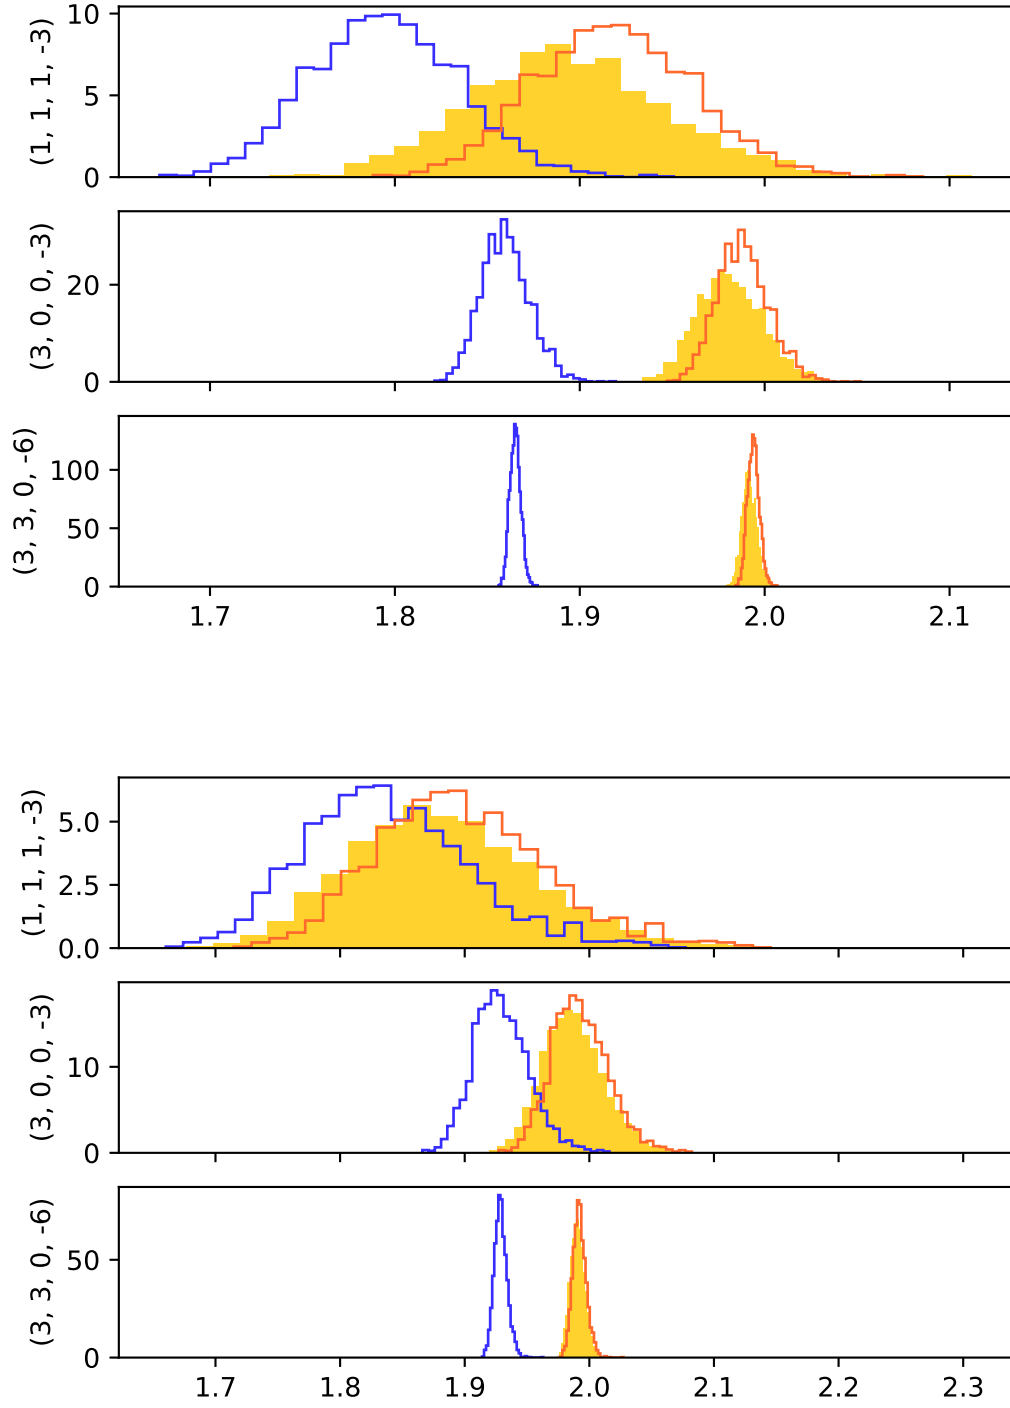 10
5
0
(1, 1, 1, -3)
20
0
(3, 0, 0, -3)
100
50
0
(3, 3, 0, -6)
1.7 1.8 1.9 2.0 2.1
5.0
2.5
0.0
(1, 1, 1, -3)
10
0
(3, 0, 0, -3)
50
0
(3, 3, 0, -6)
1.7 1.8 1.9 2.0 2.1 2.2 2.3